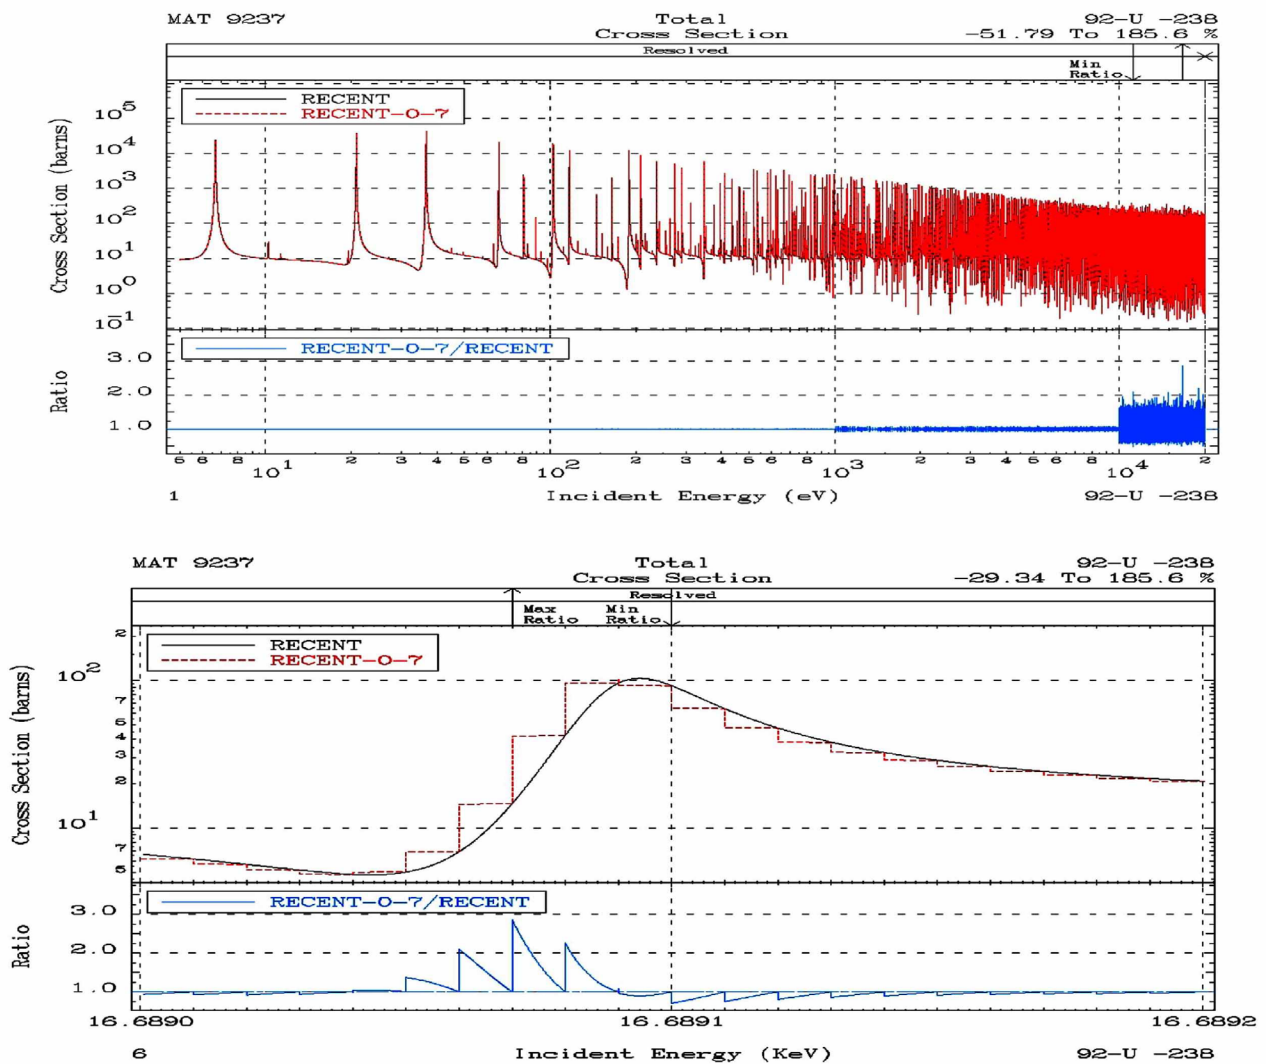 MAT 9237 Total 92-U -238
Cross Section -51.79 To 185.6 %
Resolved
Min
Ratio
RECENT
RECENT-0-7
Cross Section (barns)
10^5
10^4
10^3
10^2
10^1
10^0
10^-1
RECENT-0-7/RECENT
Ratio
3.0
2.0
1.0
5 6 8 10^1 2 3 4 6 8 10^2 2 3 4 6 8 10^3 2 3 4 6 8 10^4 2
1 Incident Energy (eV) 92-U -238
MAT 9237 Total 92-U -238
Cross Section -29.34 To 185.6 %
Resolved
Max Min
Ratio Ratio
RECENT
RECENT-0-7
Cross Section (barns)
2
10^2
7
5
4
3
2
10^1
7
5
RECENT-0-7/RECENT
Ratio
3.0
2.0
1.0
16.6890 16.6891 16.6892
6 Incident Energy (KeV) 92-U -238